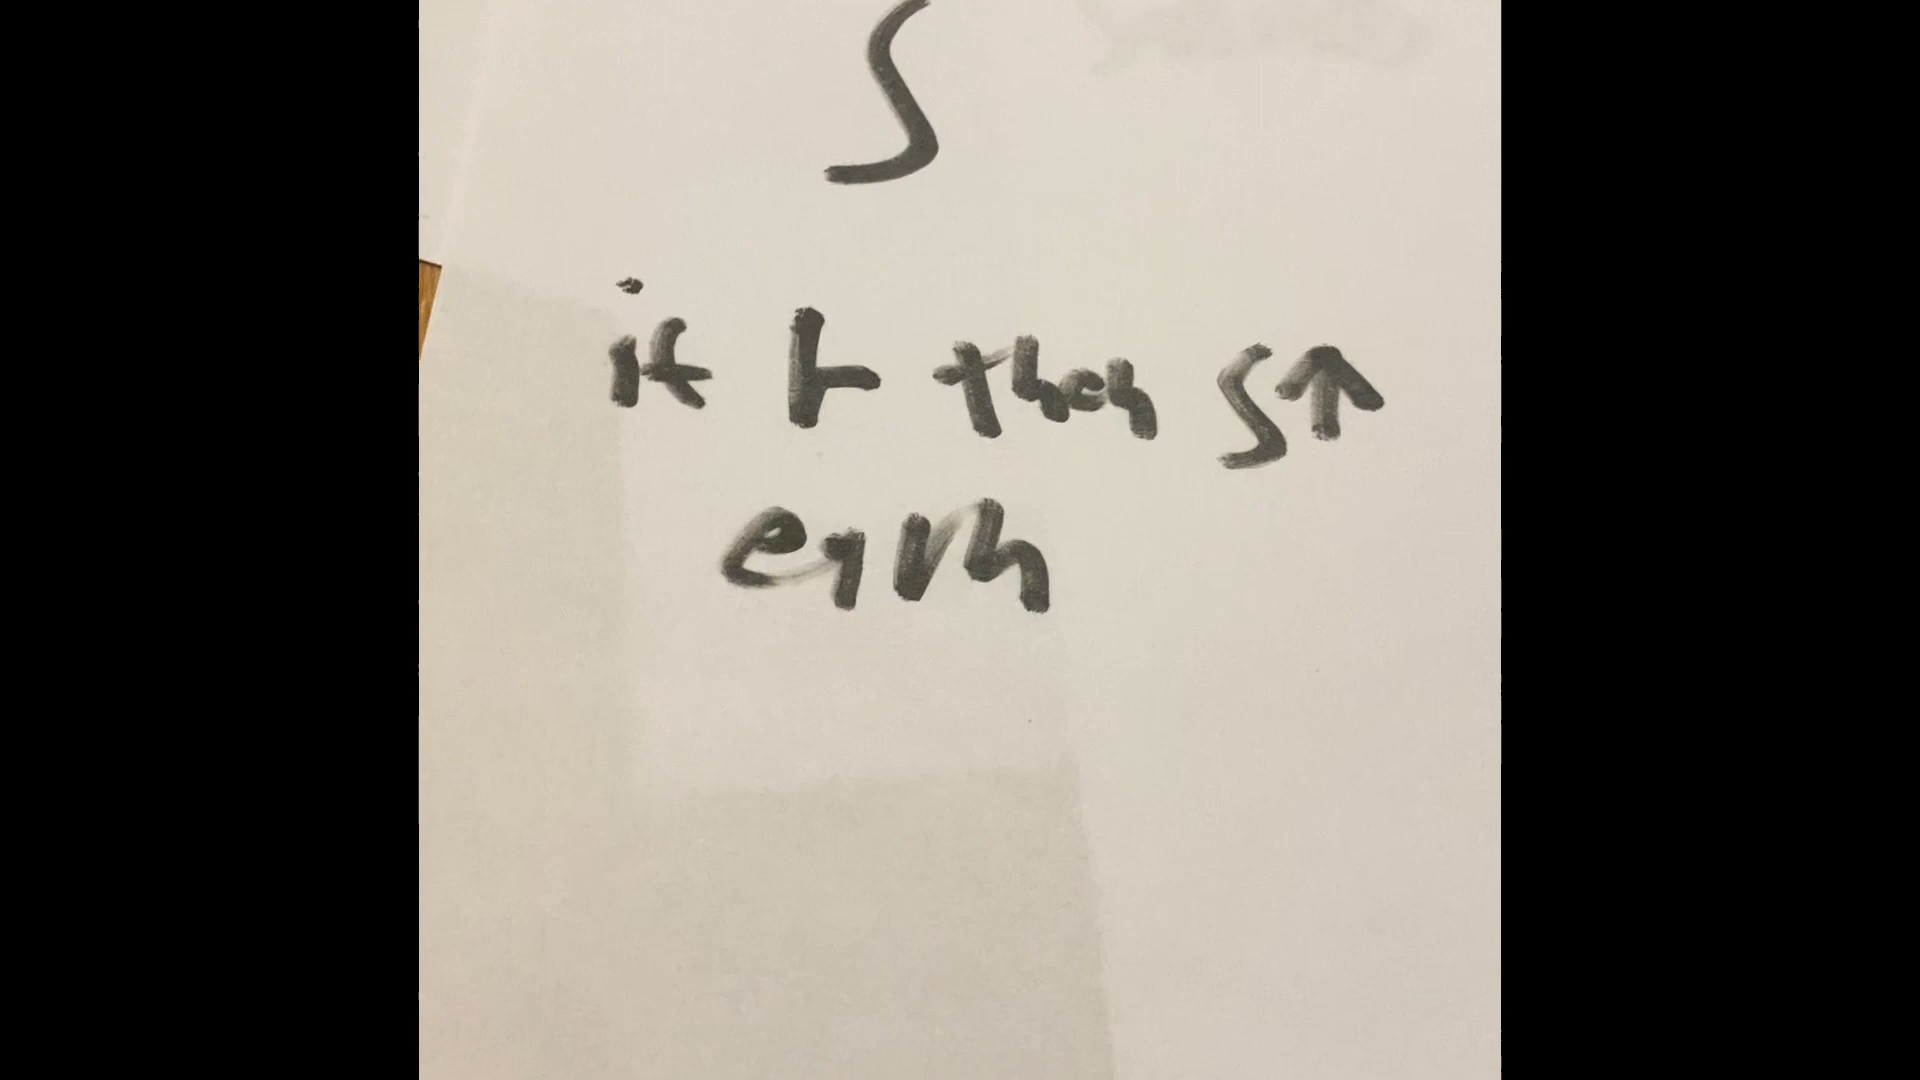 S
if t then S↑